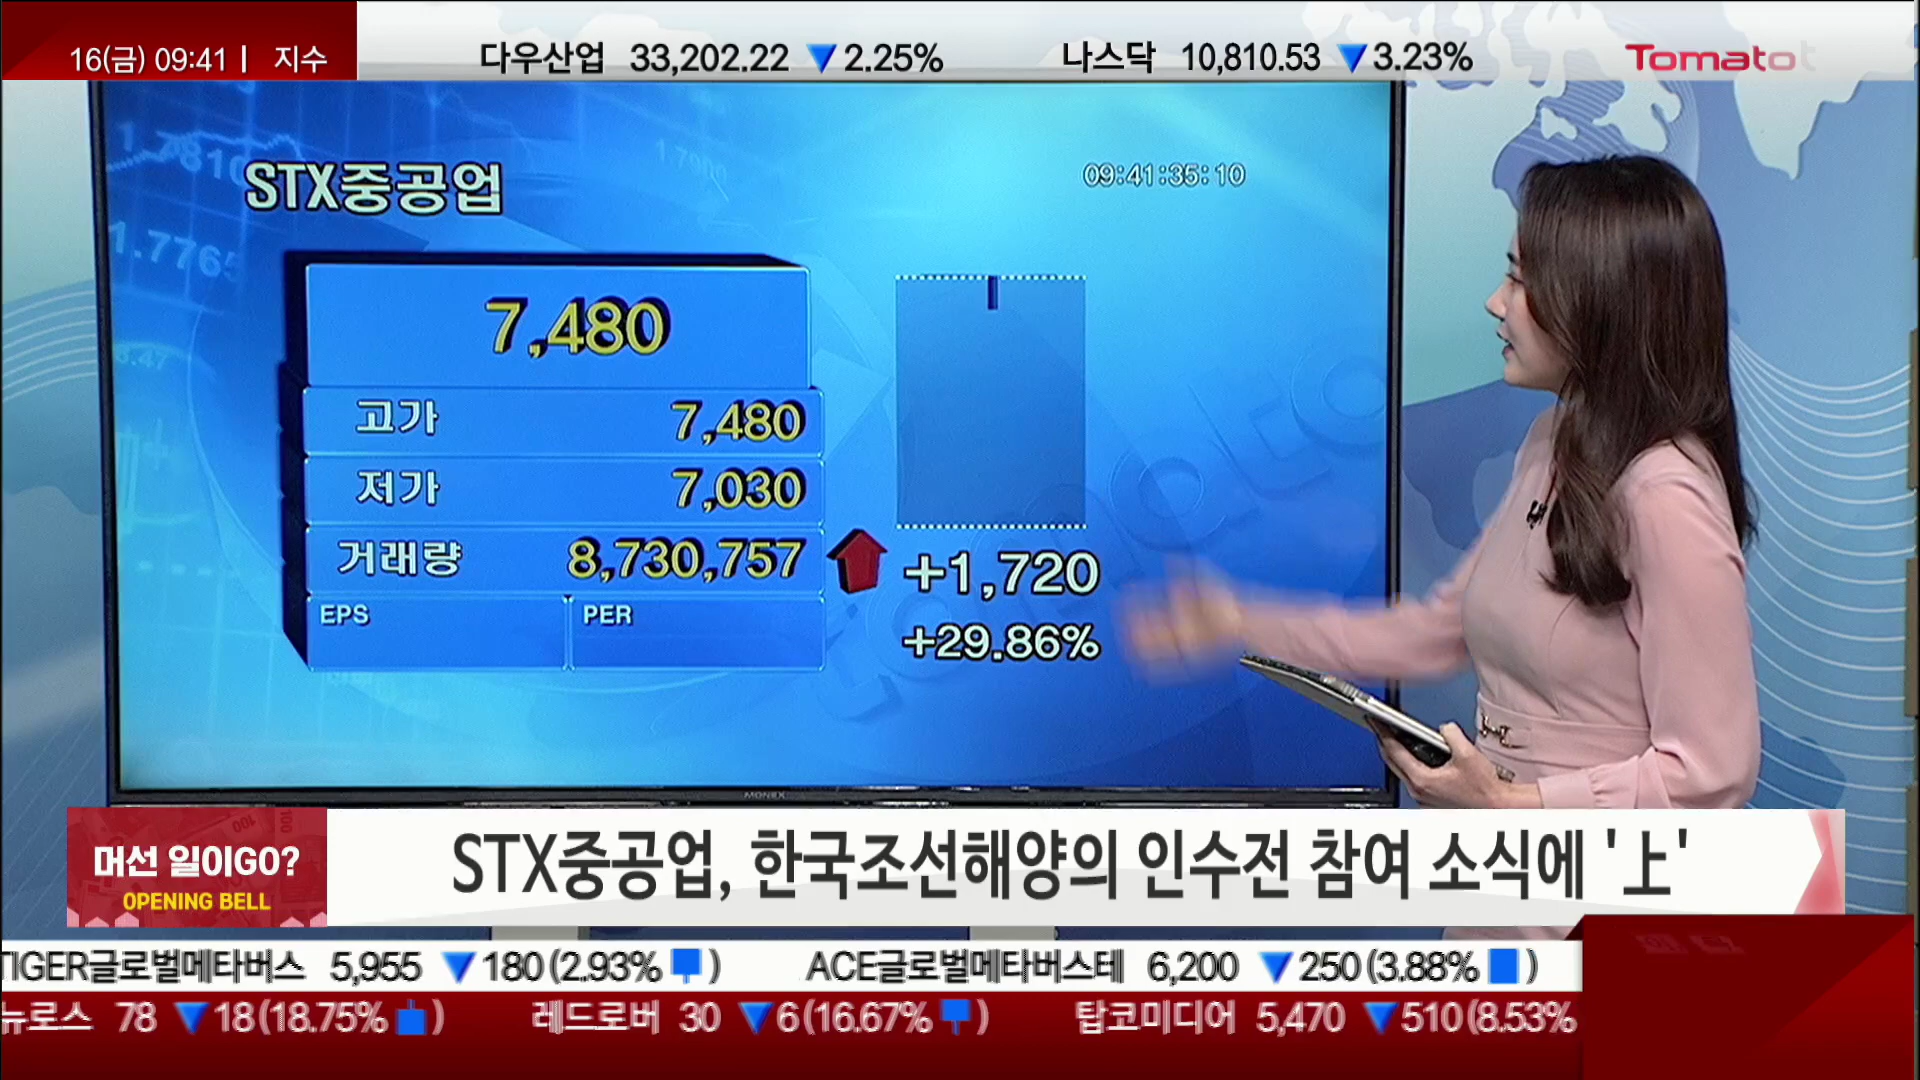 16(금) 09:41 | 지수
다우산업 33,202.22 ▼ 2.25%
나스닥 10,810.53 ▼ 3.23%
Tomato
STX중공업
09:41:35:10
7,480
고가 7,480
저가 7,030
거래량 8,730,757
EPS PER
+1,720
+29.86%
MONEX
머선 일이GO?
OPENING BELL
STX중공업, 한국조선해양의 인수전 참여 소식에 '上'
TIGER글로벌메타버스 5,955 ▼ 180 (2.93% ) ACE글로벌메타버스테 6,200 ▼ 250 (3.88% )
뉴로스 78 ▼ 18 (18.75% ) 레드로버 30 ▼ 6 (16.67% ) 탑코미디어 5,470 ▼ 510 (8.53%